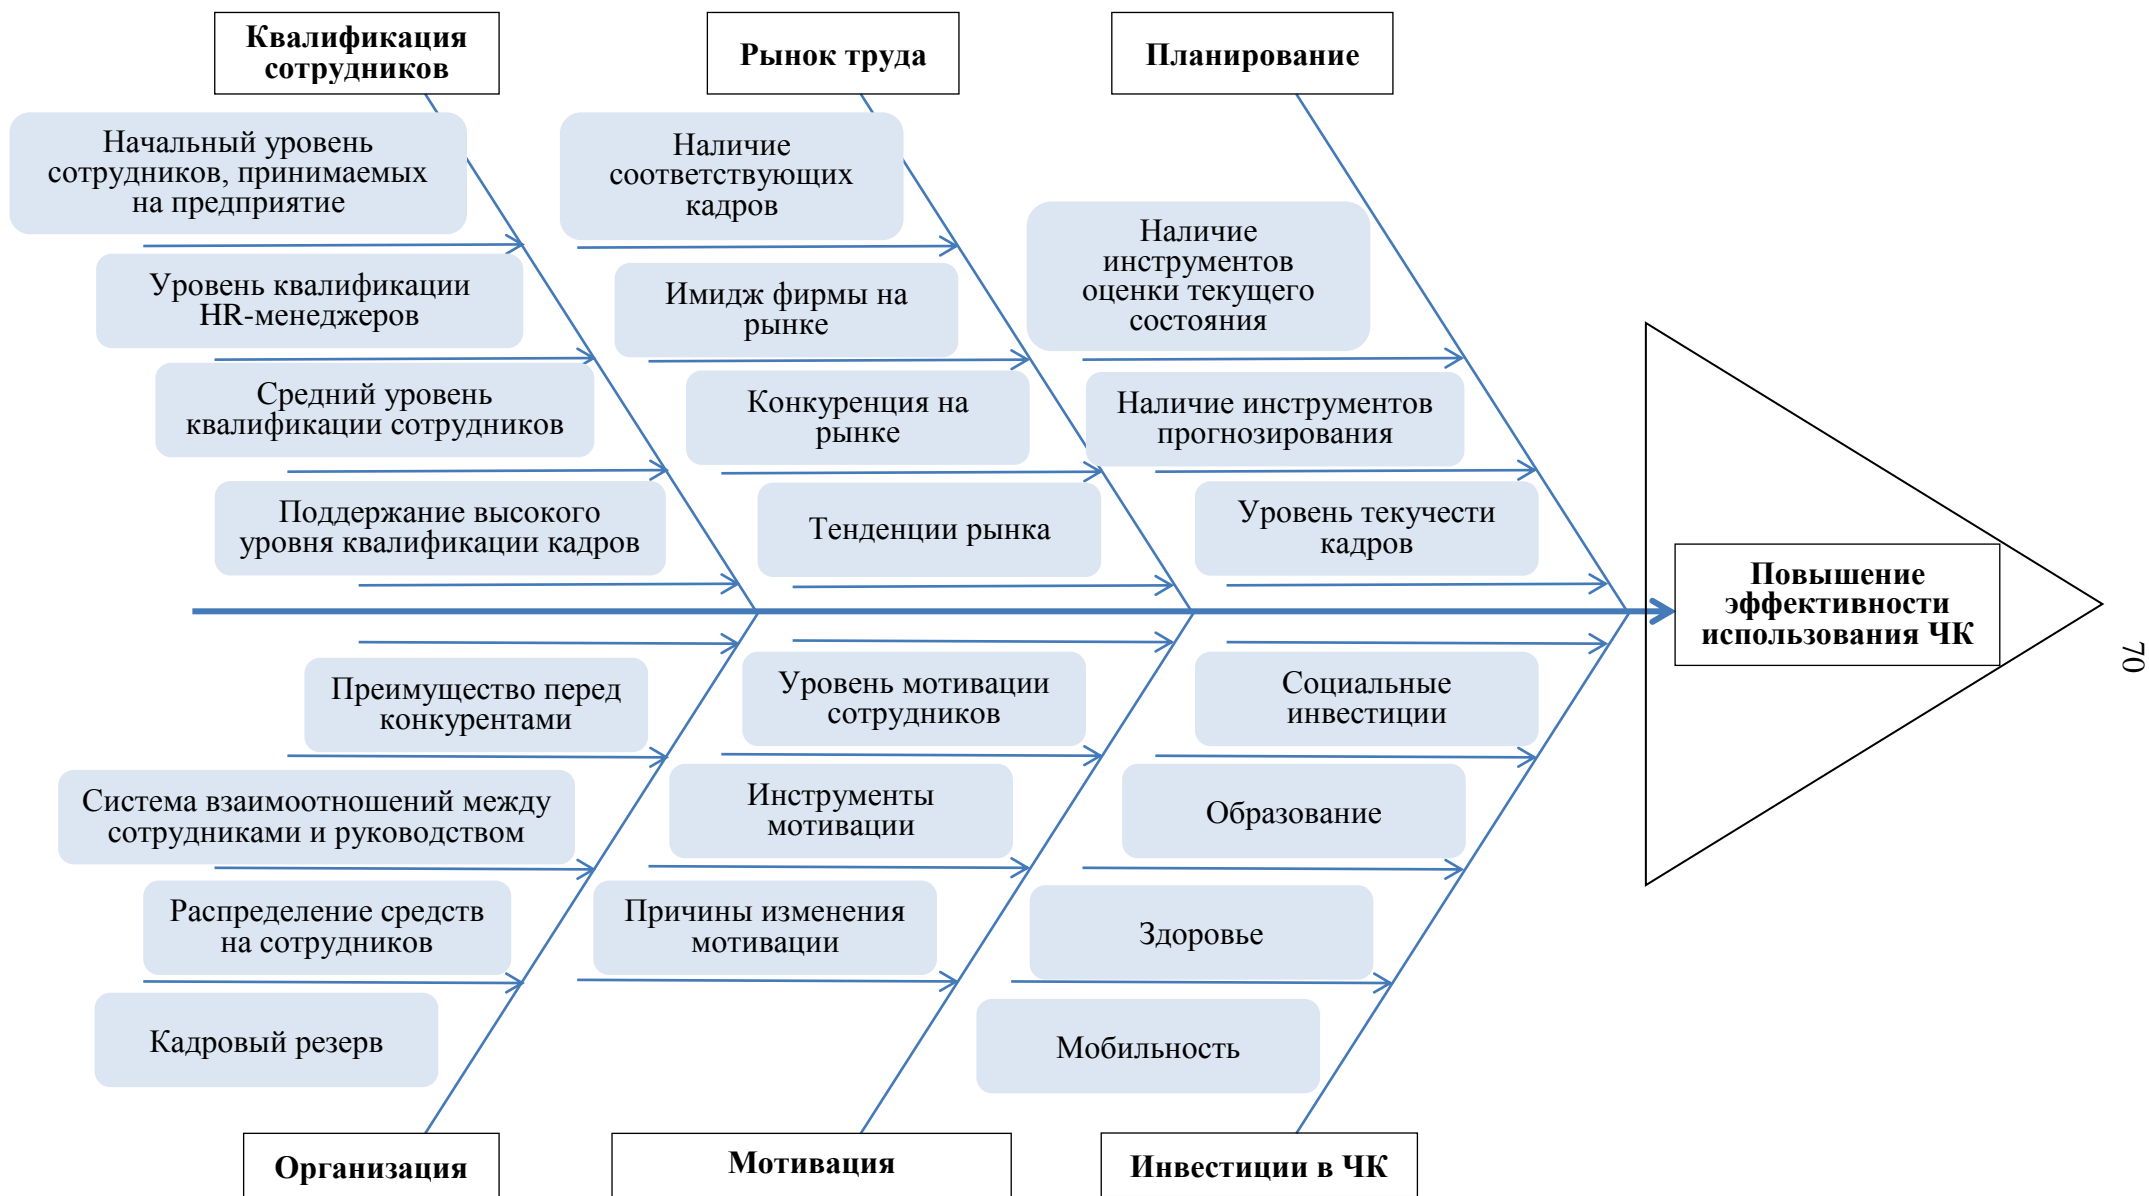 Квалификация
сотрудников
Рынок труда
Планирование
Начальный уровень
сотрудников, принимаемых
на предприятие
Уровень квалификации
HR-менеджеров
Средний уровень
квалификации сотрудников
Поддержание высокого
уровня квалификации кадров
Наличие
соответствующих
кадров
Имидж фирмы на
рынке
Конкуренция на
рынке
Тенденции рынка
Наличие
инструментов
оценки текущего
состояния
Наличие инструментов
прогнозирования
Уровень текучести
кадров
Повышение
эффективности
использования ЧК
70
Преимущество перед
конкурентами
Система взаимоотношений между
сотрудниками и руководством
Распределение средств
на сотрудников
Кадровый резерв
Уровень мотивации
сотрудников
Инструменты
мотивации
Причины изменения
мотивации
Социальные
инвестиции
Образование
Здоровье
Мобильность
Организация
Мотивация
Инвестиции в ЧК